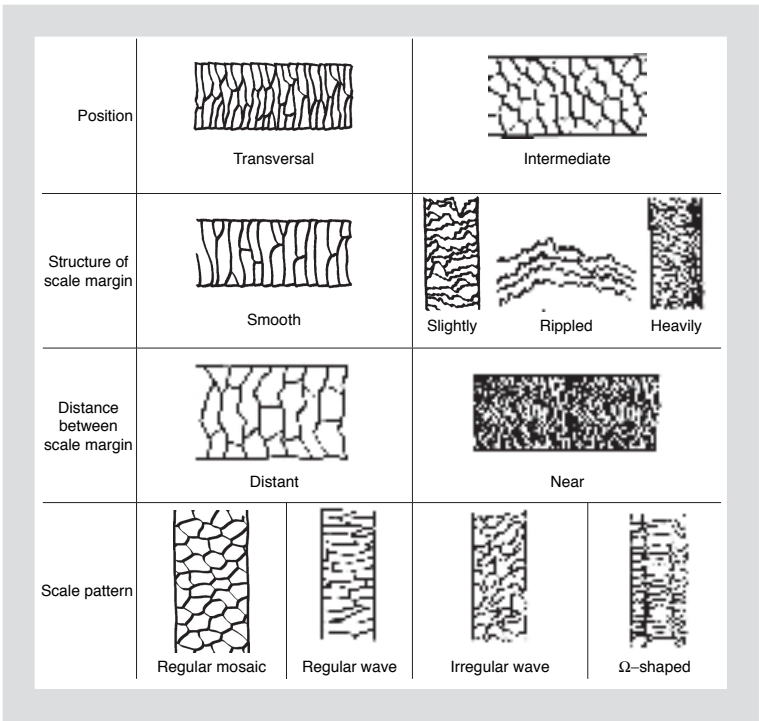 Position
Transversal
Intermediate
Structure of
scale margin
Smooth
Slightly
Rippled
Heavily
Distance
between
scale margin
Distant
Near
Scale pattern
Regular mosaic
Regular wave
Irregular wave
Ω–shaped